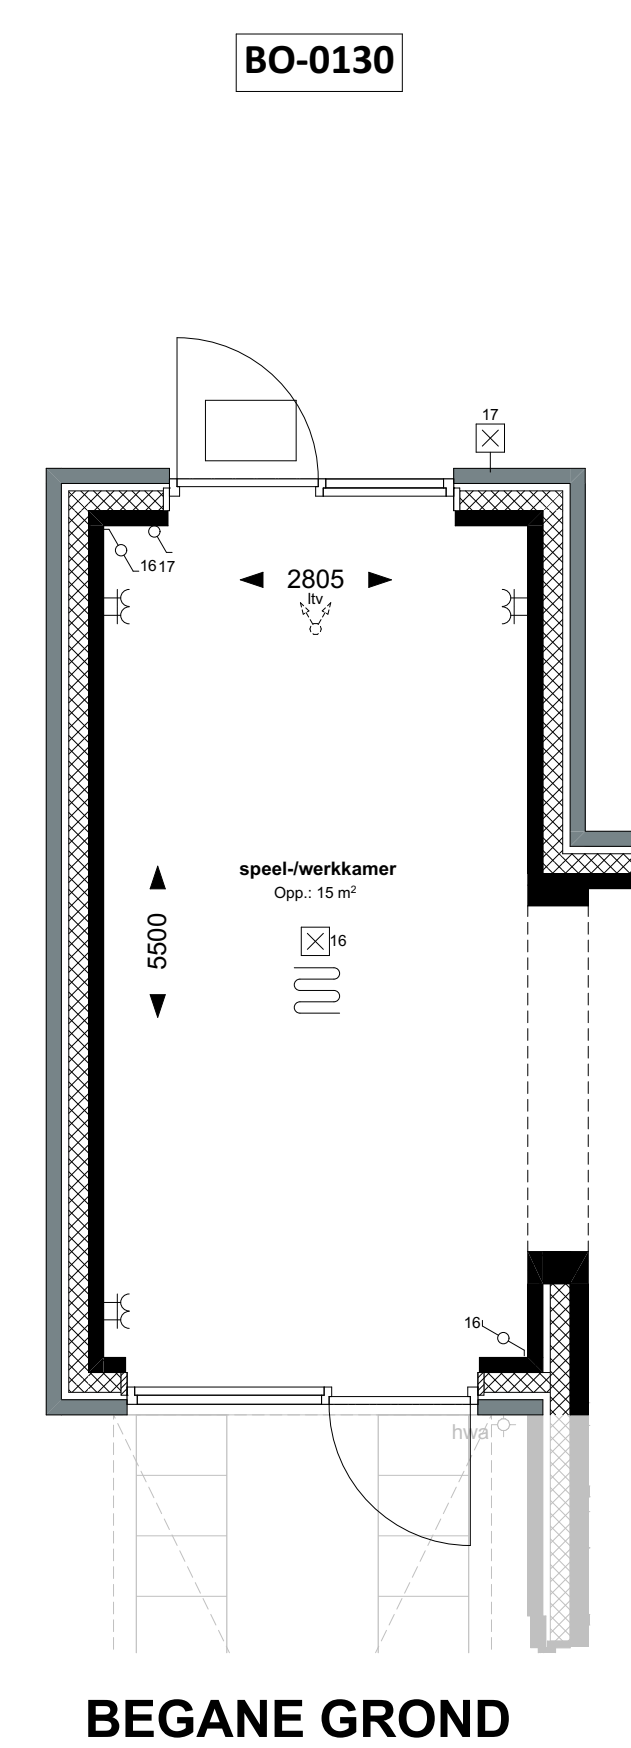 BO-0130
17
16 17
2805
ltv
speel-/werkkamer
Opp.: 15 m²
16
5500
16
hwa
BEGANE GROND